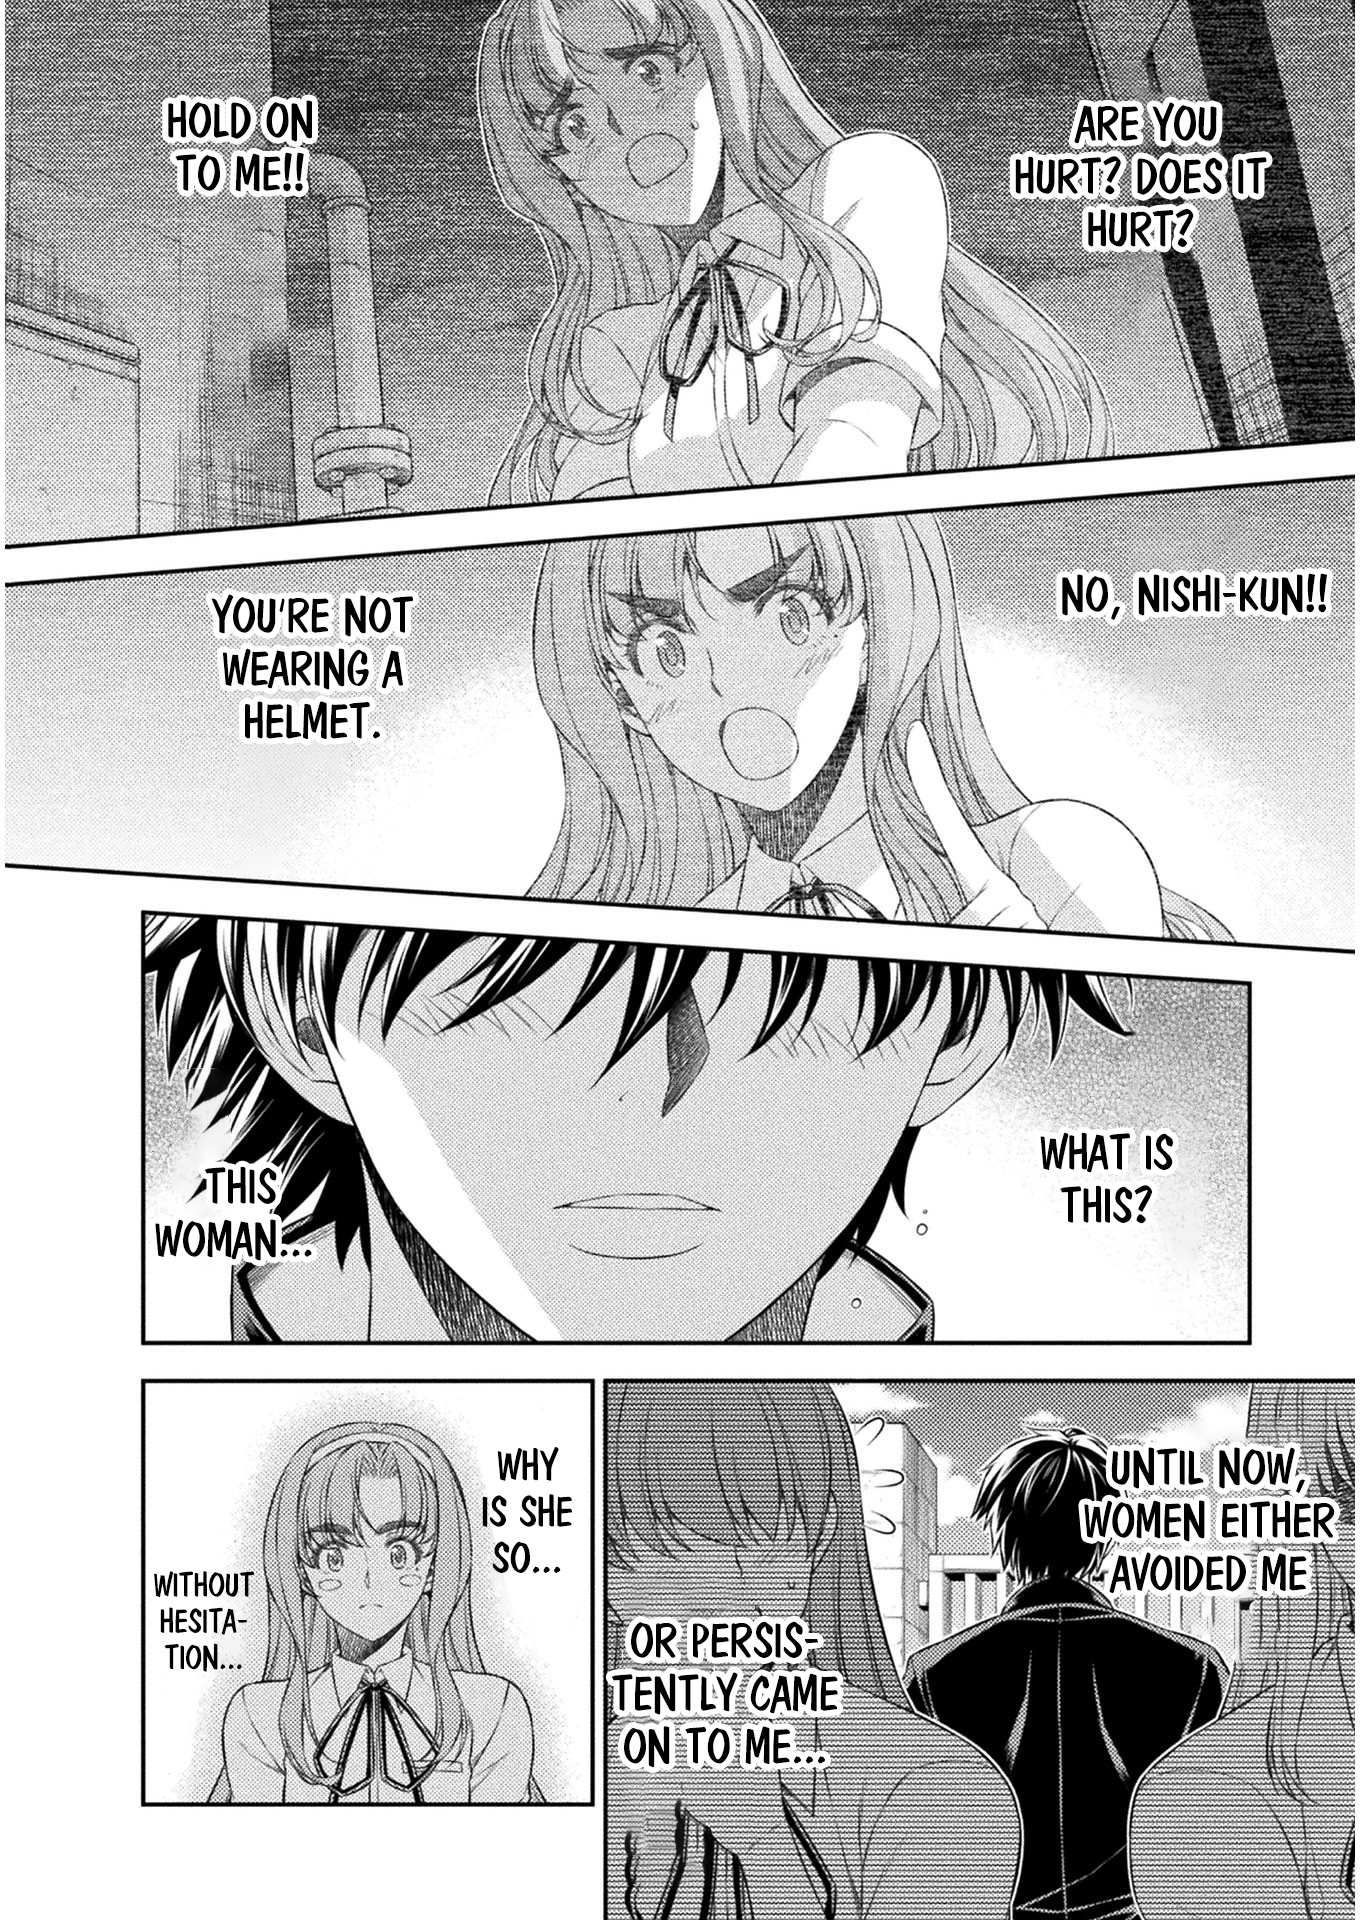 ARE YOU
HURT? DOES IT
HURT?
HOLD ON
TO ME!!
NO, NISHI-KUN!!
YOU'RE NOT
WEARING A
HELMET.
WHAT IS
THIS?
THIS
WOMAN...
UNTIL NOW,
WOMEN EITHER
AVOIDED ME
OR PERSIS-
TENTLY CAME
ON TO ME...
WHY
IS SHE
SO...
WITHOUT
HESITA-
TION...